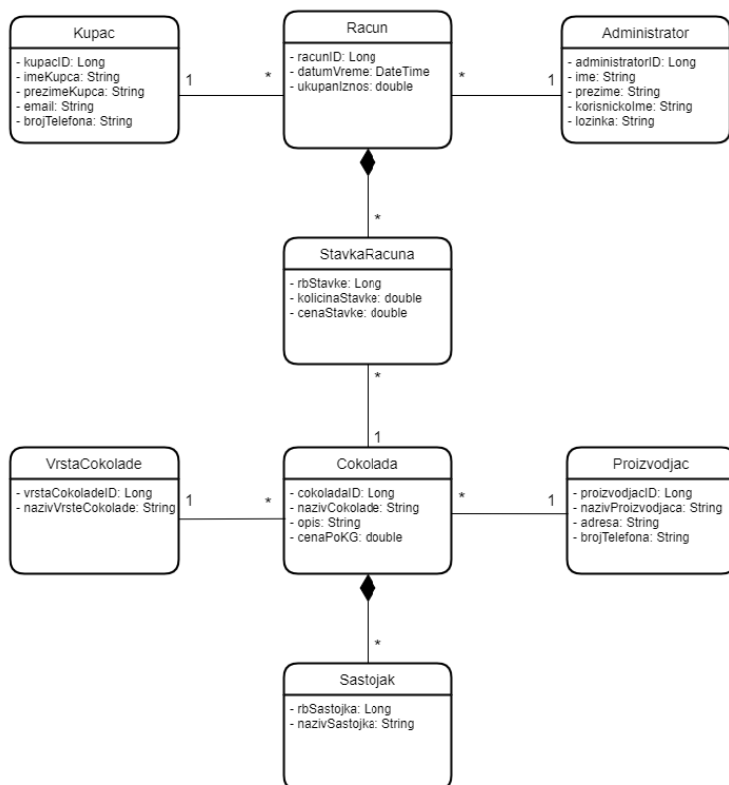 Kupac
- kupacID: Long
- imeKupca: String
- prezimeKupca: String
- email: String
- brojTelefona: String
1
*
Racun
- racunID: Long
- datumVreme: DateTime
- ukupanIznos: double
*
1
Administrator
- administratorID: Long
- ime: String
- prezime: String
- korisnickoIme: String
- lozinka: String
*
StavkaRacuna
- rbStavke: Long
- kolicinaStavke: double
- cenaStavke: double
*
1
VrstaCokolade
- vrstaCokoladeID: Long
- nazivVrsteCokolade: String
1
*
Cokolada
- cokoladaID: Long
- nazivCokolade: String
- opis: String
- cenaPoKG: double
*
1
Proizvodjac
- proizvodjacID: Long
- nazivProizvodjaca: String
- adresa: String
- brojTelefona: String
*
Sastojak
- rbSastojka: Long
- nazivSastojka: String